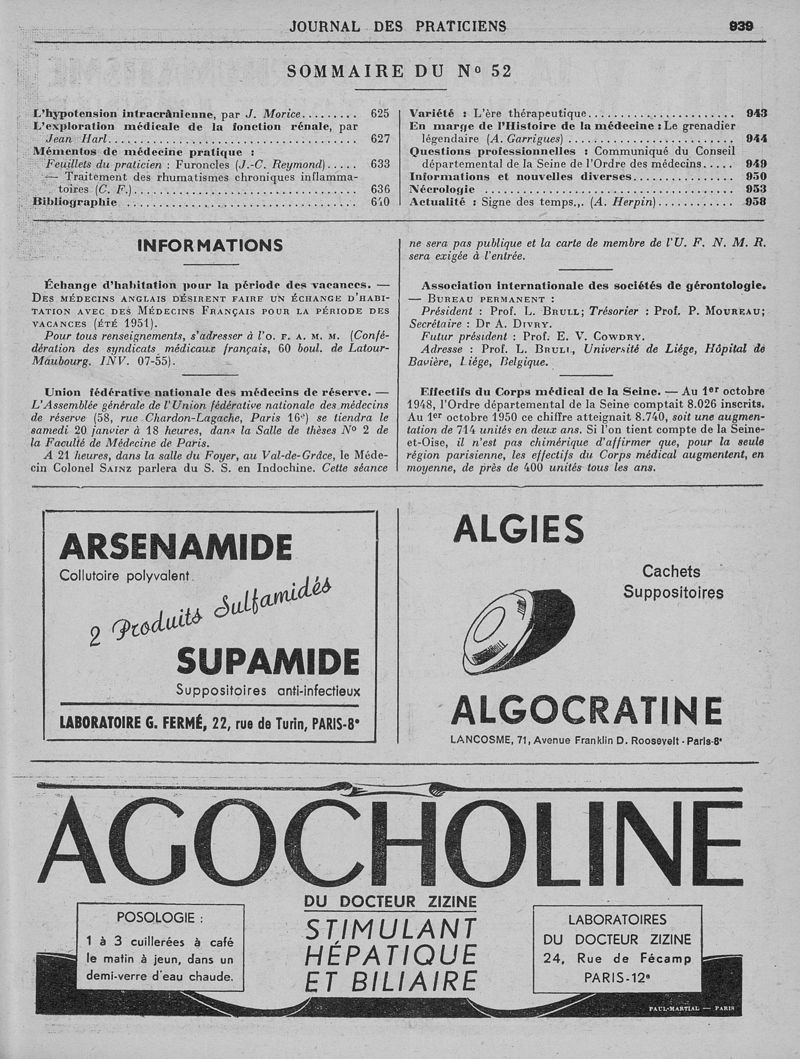 JOURNAL DES PRATICIENS 939
SOMMAIRE DU Nº 52
L'hypotension intracrânienne, par J. Morice......... 625
L'exploration médicale de la fonction rénale, par
Jean Harl................................... 627
Mémentos de médecine pratique :
Feuillets du praticien : Furoncles (J.-C. Reymond)..... 633
— Traitement des rhumatismes chroniques inflamma-
toires (C. F.)................................ 636
Bibliographie ................................ 640
Variété : L'ère thérapeutique...................... 943
En marge de l'Histoire de la médecine : Le grenadier
légendaire (A. Garrigues) ........................ 944
Questions professionnelles : Communiqué du Conseil
départemental de la Seine de l'Ordre des médecins..... 949
Informations et nouvelles diverses................ 950
Nécrologie .................................... 953
Actualité : Signe des temps... (A. Herpin)............ 958
INFORMATIONS
Échange d'habitation pour la période des vacances. —
DES MÉDECINS ANGLAIS DÉSIRENT FAIRE UN ÉCHANGE D'HABI-
TATION AVEC DES MÉDECINS FRANÇAIS POUR LA PÉRIODE DES
VACANCES (ÉTÉ 1951).
Pour tous renseignements, s'adresser à l'O. F. A. M. M. (Confé-
dération des syndicats médicaux français, 60 boul. de Latour-
Maubourg. INV. 07-55).
Union fédérative nationale des médecins de réserve. —
L'Assemblée générale de l'Union fédérative nationale des médecins
de réserve (58, rue Chardon-Lagache, Paris 16e) se tiendra le
samedi 20 janvier à 18 heures, dans la Salle de thèses Nº 2 de
la Faculté de Médecine de Paris.
A 21 heures, dans la salle du Foyer, au Val-de-Grâce, le Méde-
cin Colonel SAINZ parlera du S. S. en Indochine. Cette séance
ne sera pas publique et la carte de membre de l'U. F. N. M. R.
sera exigée à l'entrée.
Association internationale des sociétés de gérontologie.
— BUREAU PERMANENT :
Président : Prof. L. BRULL; Trésorier : Prof. P. MOUREAU;
Secrétaire : Dr A. DIVRY.
Futur président : Prof. E. V. COWDRY.
Adresse : Prof. L. BRULL, Université de Liége, Hôpital de
Bavière, Liége, Belgique.
Effectifs du Corps médical de la Seine. — Au 1er octobre
1948, l'Ordre départemental de la Seine comptait 8.026 inscrits.
Au 1er octobre 1950 ce chiffre atteignait 8.740, soit une augmen-
tation de 714 unités en deux ans. Si l'on tient compte de la Seine-
et-Oise, il n'est pas chimérique d'affirmer que, pour la seule
région parisienne, les effectifs du Corps médical augmentent, en
moyenne, de près de 400 unités tous les ans.
ARSENAMIDE
Collutoire polyvalent
2 Produits Sulfamidés
SUPAMIDE
Suppositoires anti-infectieux
LABORATOIRE G. FERMÉ, 22, rue de Turin, PARIS-8e
ALGIES
Cachets
Suppositoires
ALGOCRATINE
LANCOSME, 71, Avenue Franklin D. Roosevelt - Paris-8e
AGOCHOLINE
DU DOCTEUR ZIZINE
POSOLOGIE :
1 à 3 cuillerées à café
le matin à jeun, dans un
demi-verre d'eau chaude.
STIMULANT
HÉPATIQUE
ET BILIAIRE
LABORATOIRES
DU DOCTEUR ZIZINE
24, Rue de Fécamp
PARIS-12e
PAUL-MARTIAL — PARIS